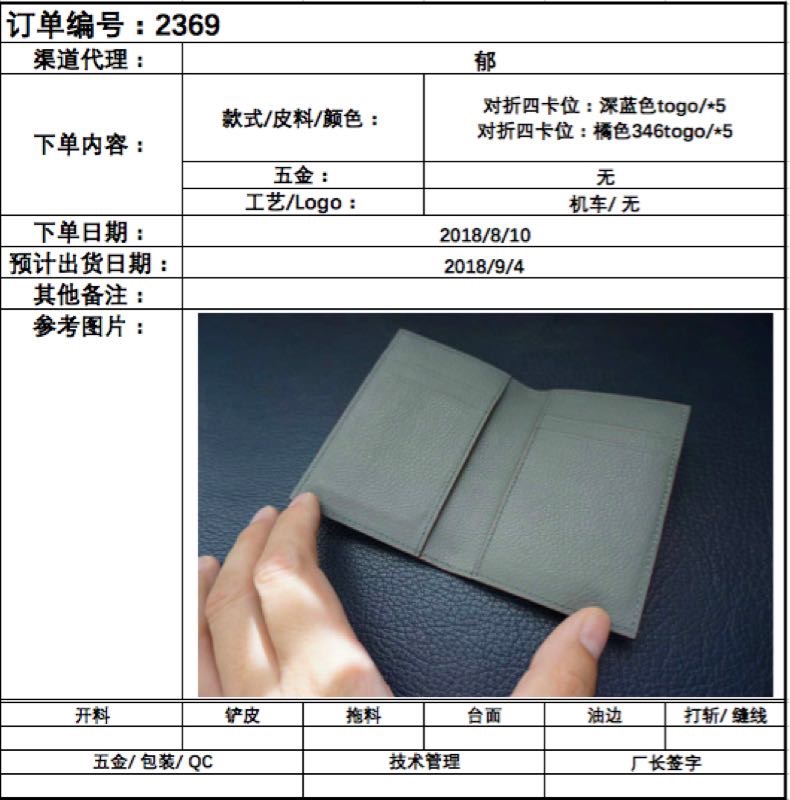 订单编号：2369
渠道代理：
郁
下单内容：
款式/皮料/颜色：
对折四卡位：深蓝色togo/*5
对折四卡位：橘色346togo/*5
五金：
无
工艺/Logo：
机车/ 无
下单日期：
2018/8/10
预计出货日期：
2018/9/4
其他备注：
参考图片：
开料
铲皮
拖料
台面
油边
打斩/ 缝线
五金/ 包装/ QC
技术管理
厂长签字